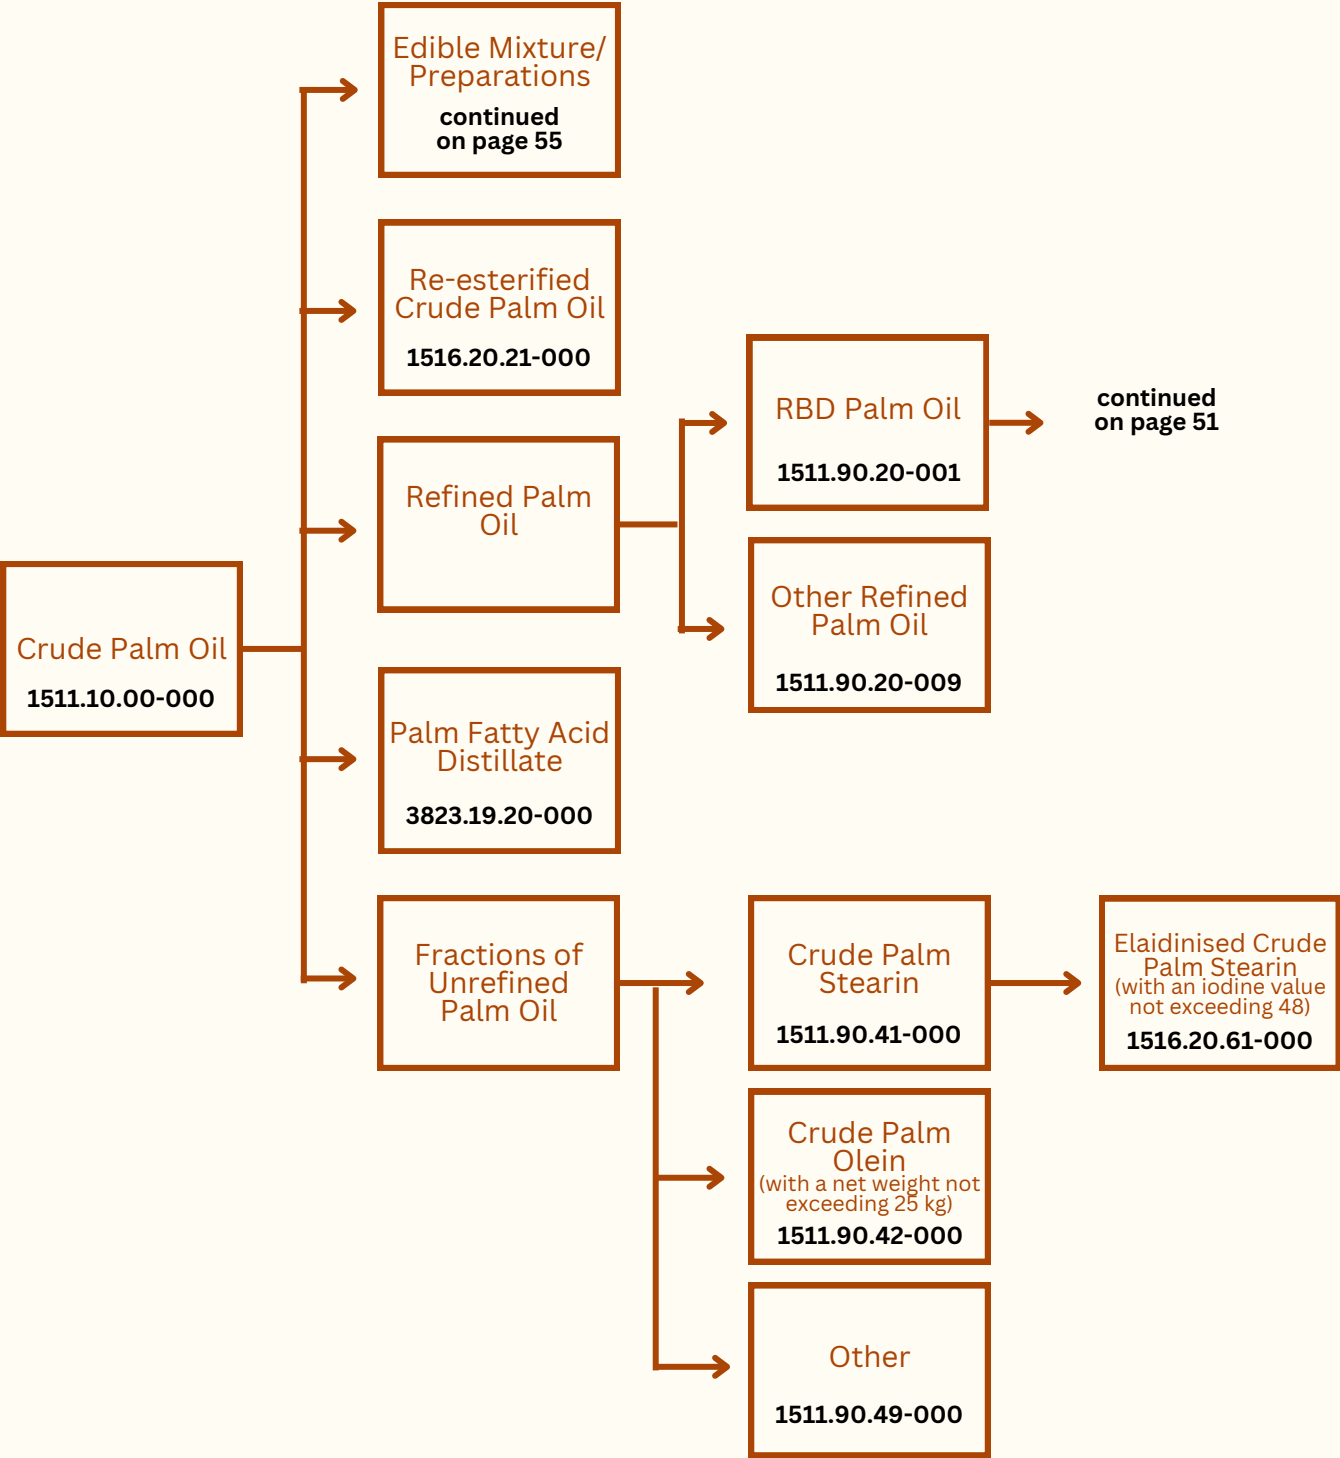 Edible Mixture/
Preparations
continued
on page 55
Re-esterified
Crude Palm Oil
1516.20.21-000
RBD Palm Oil
1511.90.20-001
continued
on page 51
Refined Palm
Oil
Other Refined
Palm Oil
1511.90.20-009
Crude Palm Oil
1511.10.00-000
Palm Fatty Acid
Distillate
3823.19.20-000
Fractions of
Unrefined
Palm Oil
Crude Palm
Stearin
1511.90.41-000
Elaidinised Crude
Palm Stearin
(with an iodine value
not exceeding 48)
1516.20.61-000
Crude Palm
Olein
(with a net weight not
exceeding 25 kg)
1511.90.42-000
Other
1511.90.49-000